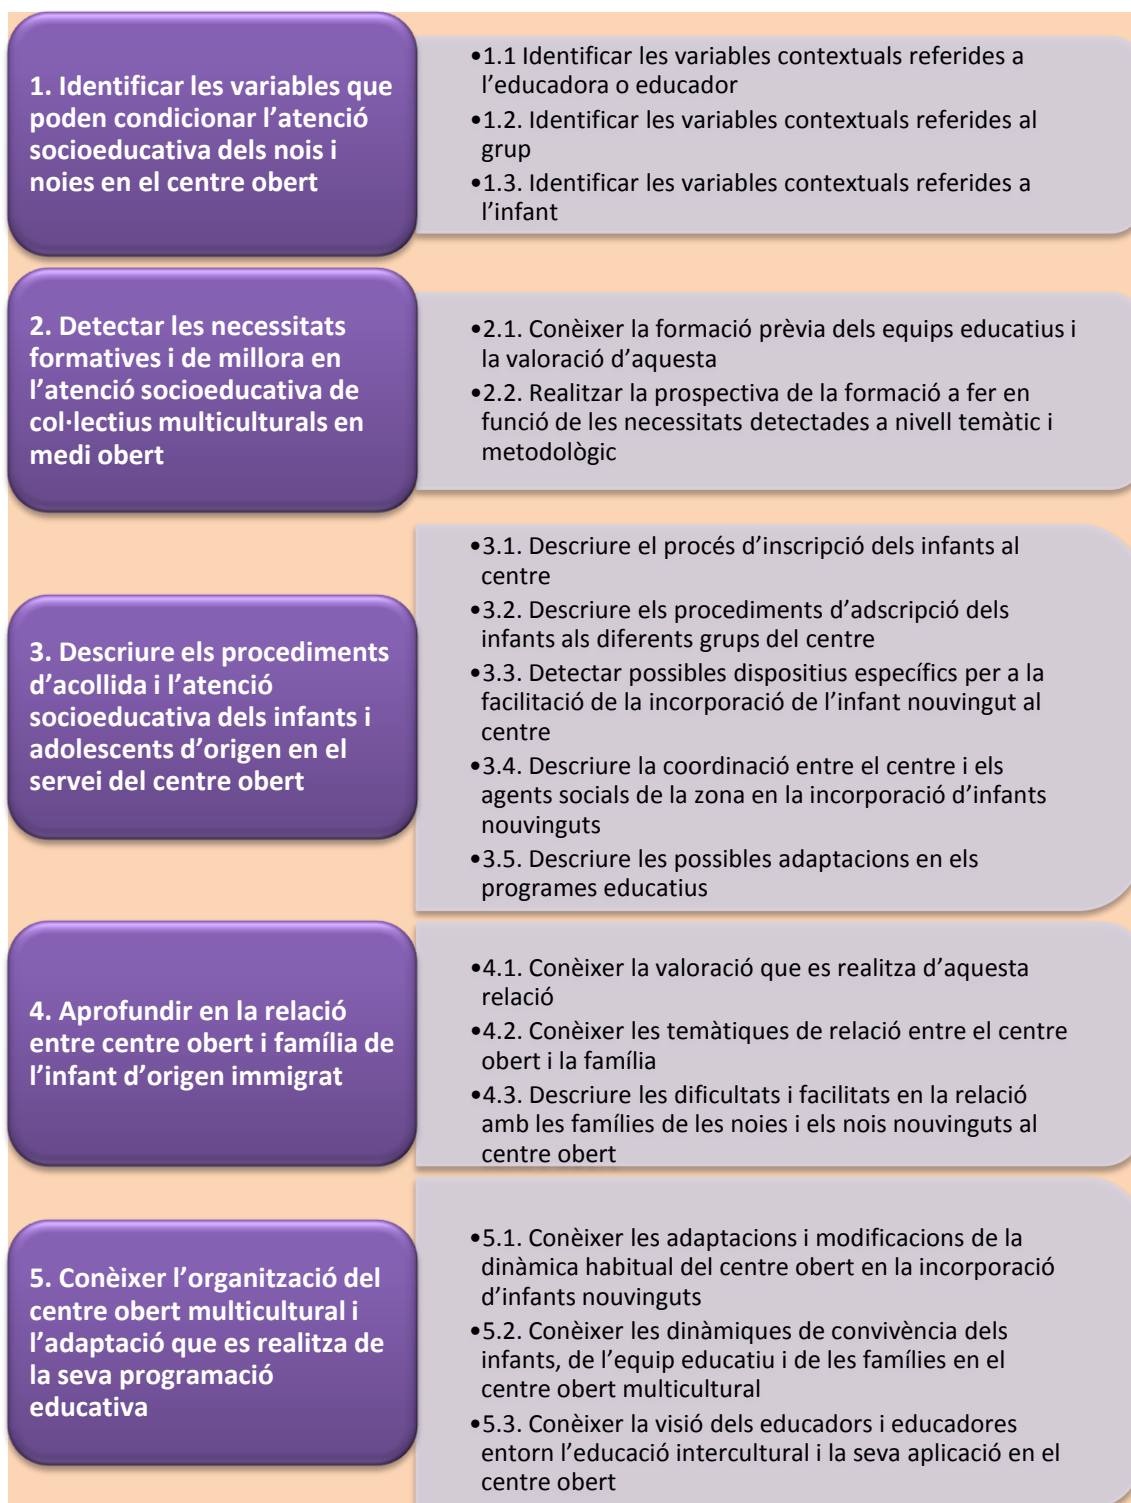 1. Identificar les variables que
poden condicionar l’atenció
socioeducativa dels nois i
noies en el centre obert
•1.1 Identificar les variables contextuals referides a
l’educadora o educador
•1.2. Identificar les variables contextuals referides al
grup
•1.3. Identificar les variables contextuals referides a
l’infant
2. Detectar les necessitats
formatives i de millora en
l’atenció socioeducativa de
col·lectius multiculturals en
medi obert
•2.1. Conèixer la formació prèvia dels equips educatius i
la valoració d’aquesta
•2.2. Realitzar la prospectiva de la formació a fer en
funció de les necessitats detectades a nivell temàtic i
metodològic
3. Descriure els procediments
d’acollida i l’atenció
socioeducativa dels infants i
adolescents d’origen en el
servei del centre obert
•3.1. Descriure el procés d’inscripció dels infants al
centre
•3.2. Descriure els procediments d’adscripció dels
infants als diferents grups del centre
•3.3. Detectar possibles dispositius específics per a la
facilitació de la incorporació de l’infant nouvingut al
centre
•3.4. Descriure la coordinació entre el centre i els
agents socials de la zona en la incorporació d’infants
nouvinguts
•3.5. Descriure les possibles adaptacions en els
programes educatius
4. Aprofundir en la relació
entre centre obert i família de
l’infant d’origen immigrat
•4.1. Conèixer la valoració que es realitza d’aquesta
relació
•4.2. Conèixer les temàtiques de relació entre el centre
obert i la família
•4.3. Descriure les dificultats i facilitats en la relació
amb les famílies de les noies i els nois nouvinguts al
centre obert
5. Conèixer l’organització del
centre obert multicultural i
l’adaptació que es realitza de
la seva programació
educativa
•5.1. Conèixer les adaptacions i modificacions de la
dinàmica habitual del centre obert en la incorporació
d’infants nouvinguts
•5.2. Conèixer les dinàmiques de convivència dels
infants, de l’equip educatiu i de les famílies en el
centre obert multicultural
•5.3. Conèixer la visió dels educadors i educadores
entorn l’educació intercultural i la seva aplicació en el
centre obert